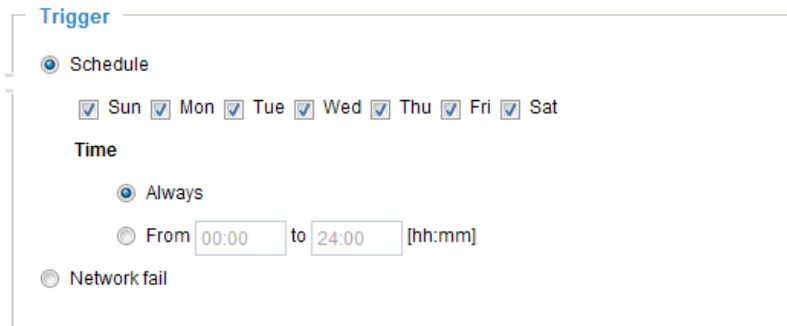 Trigger
Schedule
Sun Mon Tue Wed Thu Fri Sat
Time
Always
From 00:00 to 24:00 [hh:mm]
Network fail